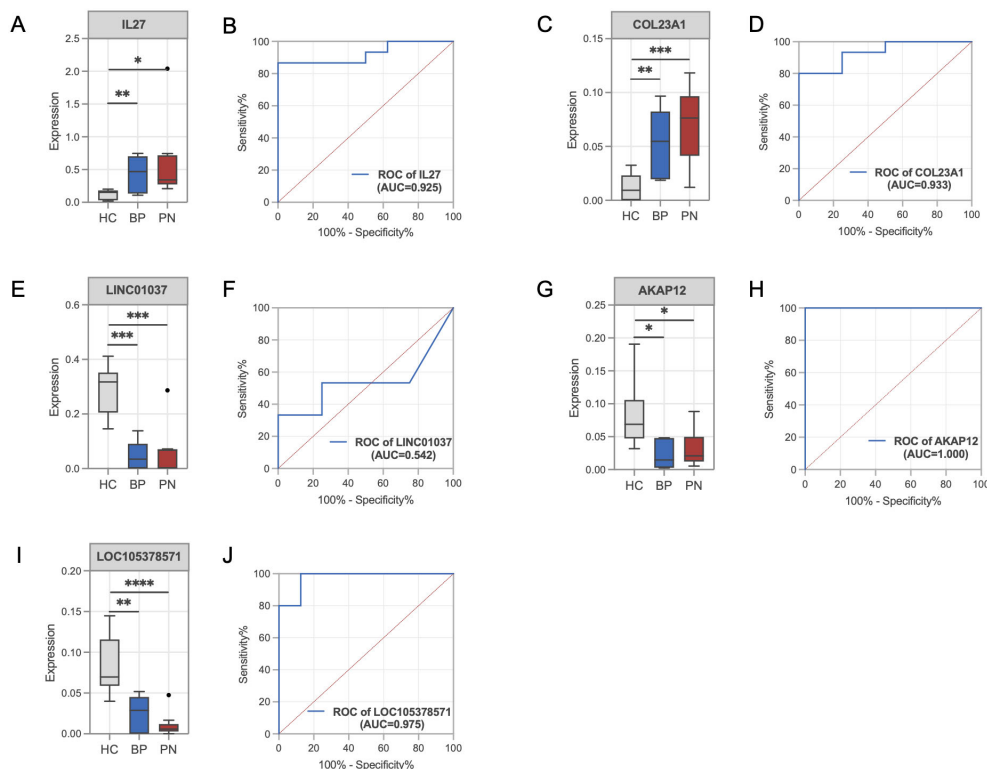 A
IL27
Expression
2.5
2.0
1.5
1.0
0.5
0.0
*
**
HC BP PN
B
Sensitivity%
100
80
60
40
20
0
ROC of IL27
(AUC=0.925)
0 20 40 60 80 100
100% - Specificity%
C
COL23A1
Expression
0.15
0.10
0.05
0.00
***
**
HC BP PN
D
Sensitivity%
100
80
60
40
20
0
ROC of COL23A1
(AUC=0.933)
0 20 40 60 80 100
100% - Specificity%
E
LINC01037
Expression
0.6
0.4
0.2
0.0
***
***
HC BP PN
F
Sensitivity%
100
80
60
40
20
0
ROC of LINC01037
(AUC=0.542)
0 20 40 60 80 100
100% - Specificity%
G
AKAP12
Expression
0.25
0.20
0.15
0.10
0.05
0.00
*
*
HC BP PN
H
Sensitivity%
100
80
60
40
20
0
ROC of AKAP12
(AUC=1.000)
0 20 40 60 80 100
100% - Specificity%
I
LOC105378571
Expression
0.20
0.15
0.10
0.05
0.00
****
**
HC BP PN
J
Sensitivity%
100
80
60
40
20
0
ROC of LOC105378571
(AUC=0.975)
0 20 40 60 80 100
100% - Specificity%